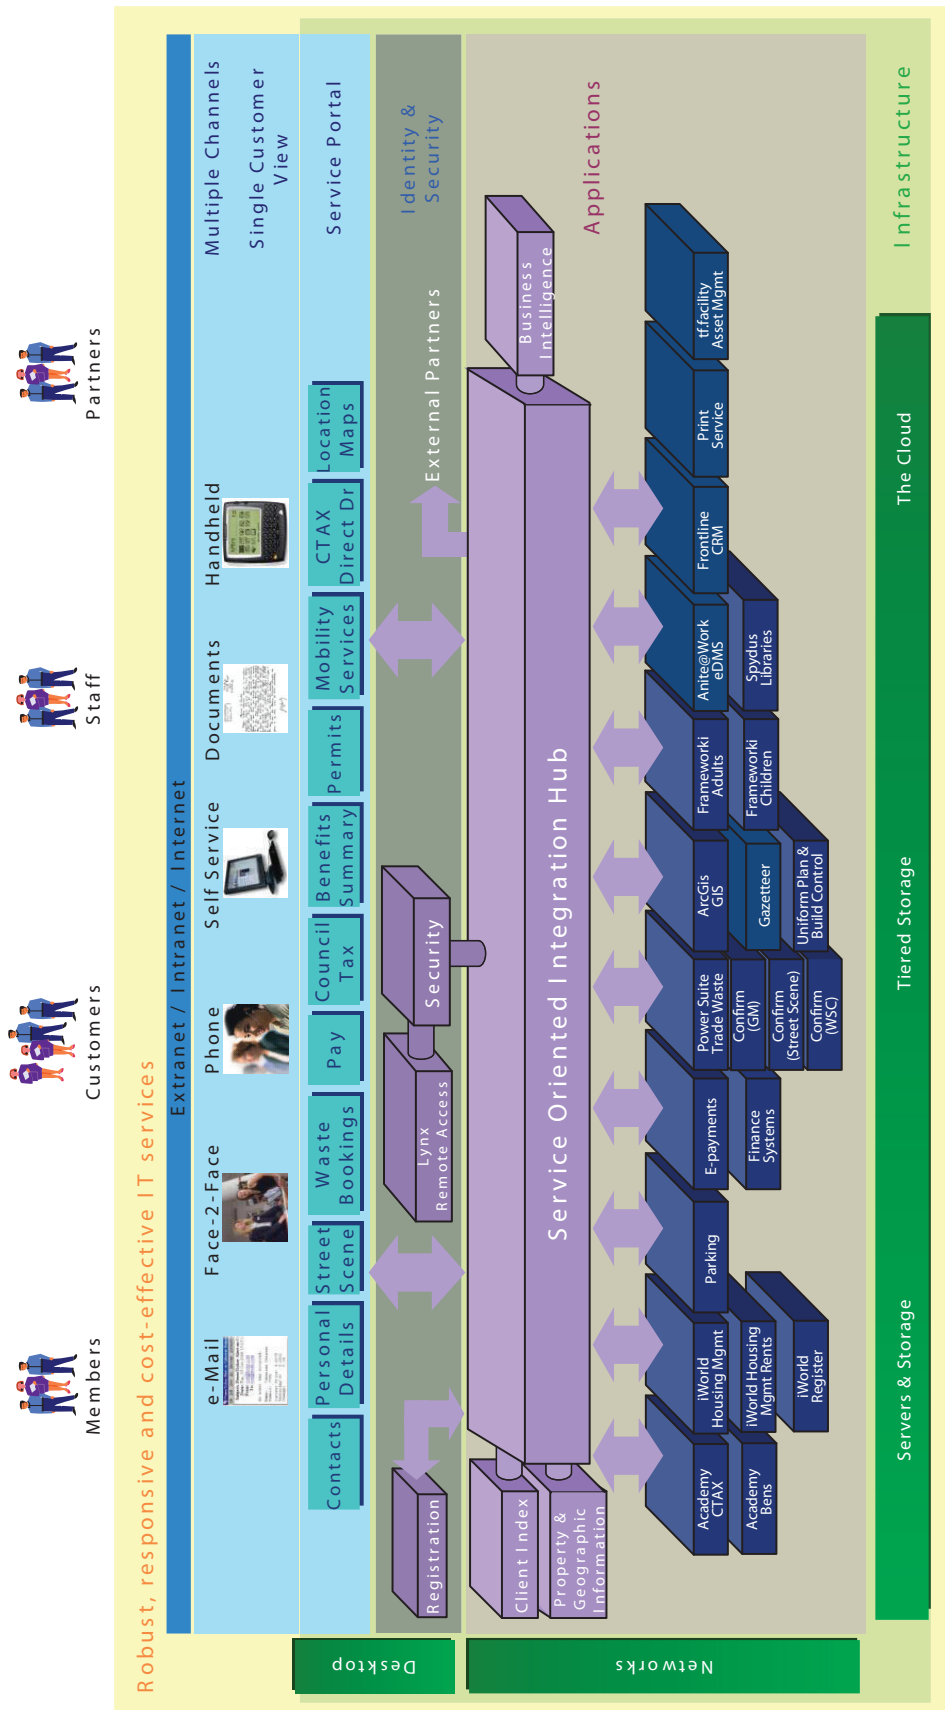 Members
Customers
Staff
Partners
Robust, responsive and cost-effective IT services
Extranet / Intranet / Internet
e-Mail
Face-2-Face
Phone
Self Service
Documents
Handheld
Multiple Channels
Single Customer
View
Contacts
Personal
Details
Street
Scene
Waste
Bookings
Pay
Council
Tax
Benefits
Summary
Permits
Mobility
Services
CTAX
Direct Dr
Location
Maps
Service Portal
Desktop
Registration
Lynx
Remote Access
Security
External Partners
Identity &
Security
Networks
Client Index
Property &
Geographic
Information
Service Oriented Integration Hub
Business
Intelligence
Applications
Academy
CTAX
iWorld
Housing Mgmt
Parking
E-payments
Power Suite
Trade Waste
ArcGis
GIS
Frameworki
Adults
Anite@Work
eDMS
Frontline
CRM
Print
Service
tf.facility
Asset Mgmt
Academy
Bens
iWorld Housing
Mgmt Rents
Finance
Systems
Confirm
(GM)
Gazetteer
Frameworki
Children
Spydus
Libraries
iWorld
Register
Confirm
(Street Scene)
Uniform Plan &
Build Control
Confirm
(WSC)
Servers & Storage
Tiered Storage
The Cloud
Infrastructure